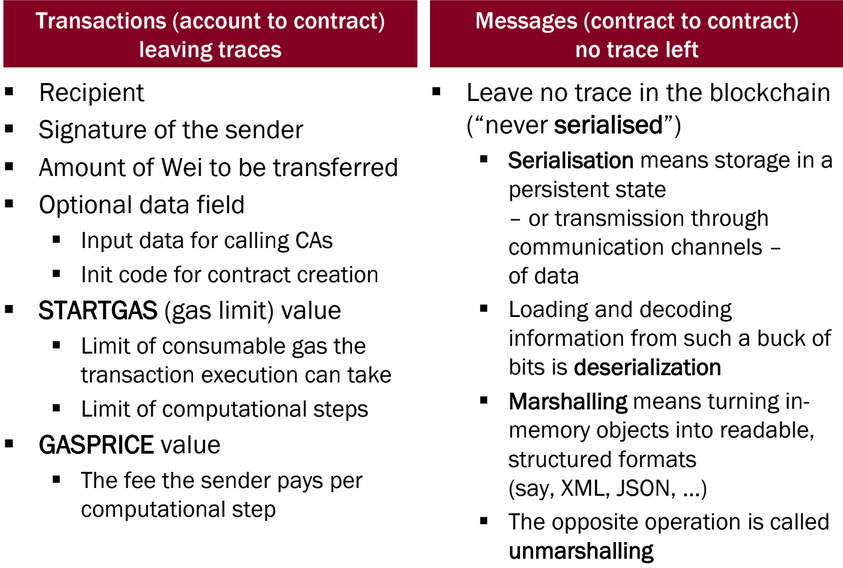 Transactions (account to contract)
leaving traces
▪ Recipient
▪ Signature of the sender
▪ Amount of Wei to be transferred
▪ Optional data field
▪ Input data for calling CAs
▪ Init code for contract creation
▪ STARTGAS (gas limit) value
▪ Limit of consumable gas the
transaction execution can take
▪ Limit of computational steps
▪ GASPRICE value
▪ The fee the sender pays per
computational step
Messages (contract to contract)
no trace left
▪ Leave no trace in the blockchain
(“never serialised”)
▪ Serialisation means storage in a
persistent state
– or transmission through
communication channels –
of data
▪ Loading and decoding
information from such a buck of
bits is deserialization
▪ Marshalling means turning in-
memory objects into readable,
structured formats
(say, XML, JSON, …)
▪ The opposite operation is called
unmarshalling